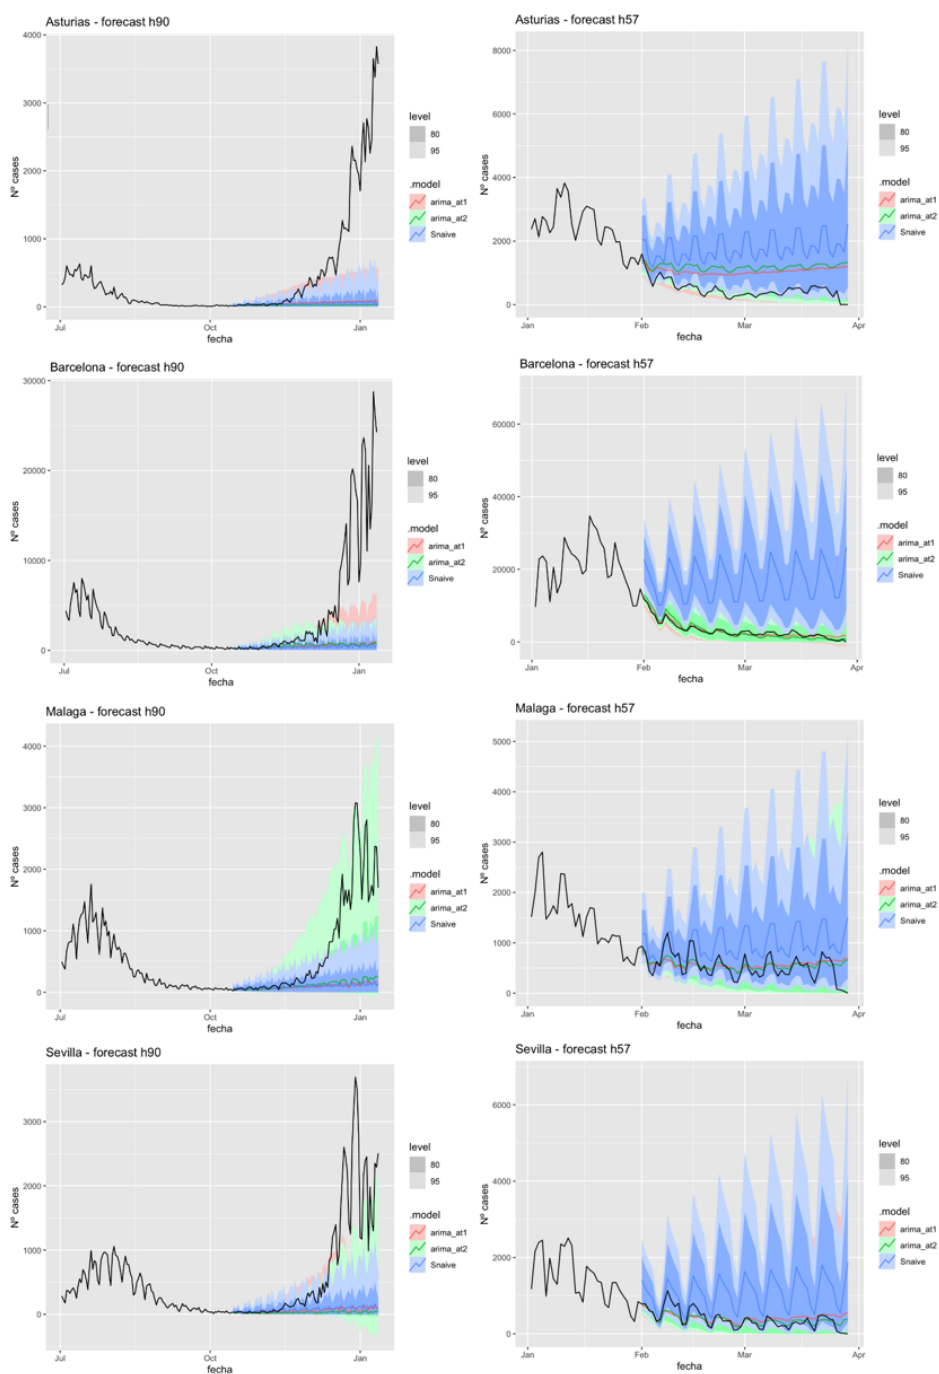 Asturias - forecast h90
4000
3000
2000
1000
0
Nº cases
Jul
Oct
Jan
fecha
level
80
95
.model
arima_at1
arima_at2
Snaive
Asturias - forecast h57
8000
6000
4000
2000
0
Nº cases
Jan
Feb
Mar
Apr
fecha
level
80
95
.model
arima_at1
arima_at2
Snaive
Barcelona - forecast h90
30000
20000
10000
0
Nº cases
Jul
Oct
Jan
fecha
level
80
95
.model
arima_at1
arima_at2
Snaive
Barcelona - forecast h57
60000
40000
20000
0
Nº cases
Jan
Feb
Mar
Apr
fecha
level
80
95
.model
arima_at1
arima_at2
Snaive
Malaga - forecast h90
4000
3000
2000
1000
0
Nº cases
Jul
Oct
Jan
fecha
level
80
95
.model
arima_at1
arima_at2
Snaive
Malaga - forecast h57
5000
4000
3000
2000
1000
0
Nº cases
Jan
Feb
Mar
Apr
fecha
level
80
95
.model
arima_at1
arima_at2
Snaive
Sevilla - forecast h90
3000
2000
1000
0
Nº cases
Jul
Oct
Jan
fecha
level
80
95
.model
arima_at1
arima_at2
Snaive
Sevilla - forecast h57
6000
4000
2000
0
Nº cases
Jan
Feb
Mar
Apr
fecha
level
80
95
.model
arima_at1
arima_at2
Snaive